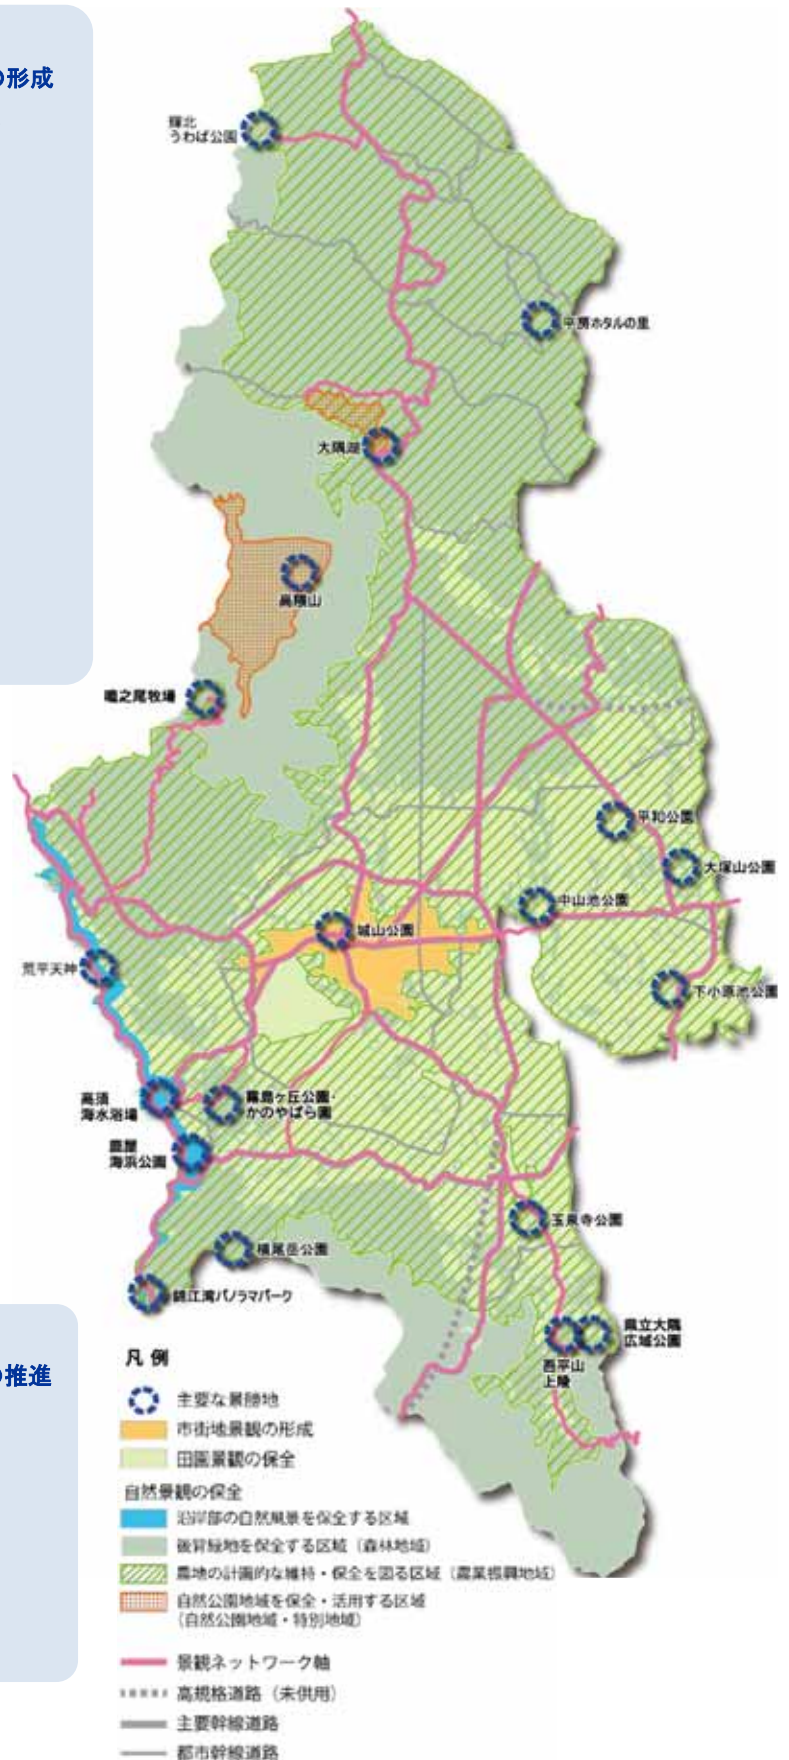 の形成
輝北
うわば公園
平房ホタルの里
大隅湖
高隈山
鳴之尾牧場
平和公園
大塚山公園
中山池公園
城山公園
荒平天神
下小原池公園
高須
海水浴場
霧島ヶ丘公園・
かのやばら園
鹿屋
海浜公園
玉泉寺公園
横尾岳公園
錦江湾パノラマパーク
県立大隅
広域公園
吾平山
上陵
の推進
凡 例
主要な景勝地
市街地景観の形成
田園景観の保全
自然景観の保全
沿岸部の自然風景を保全する区域
後背緑地を保全する区域（森林地域）
農地の計画的な維持・保全を図る区域（農業振興地域）
自然公園地域を保全・活用する区域
（自然公園地域・特別地域）
景観ネットワーク軸
高規格道路（未供用）
主要幹線道路
都市幹線道路